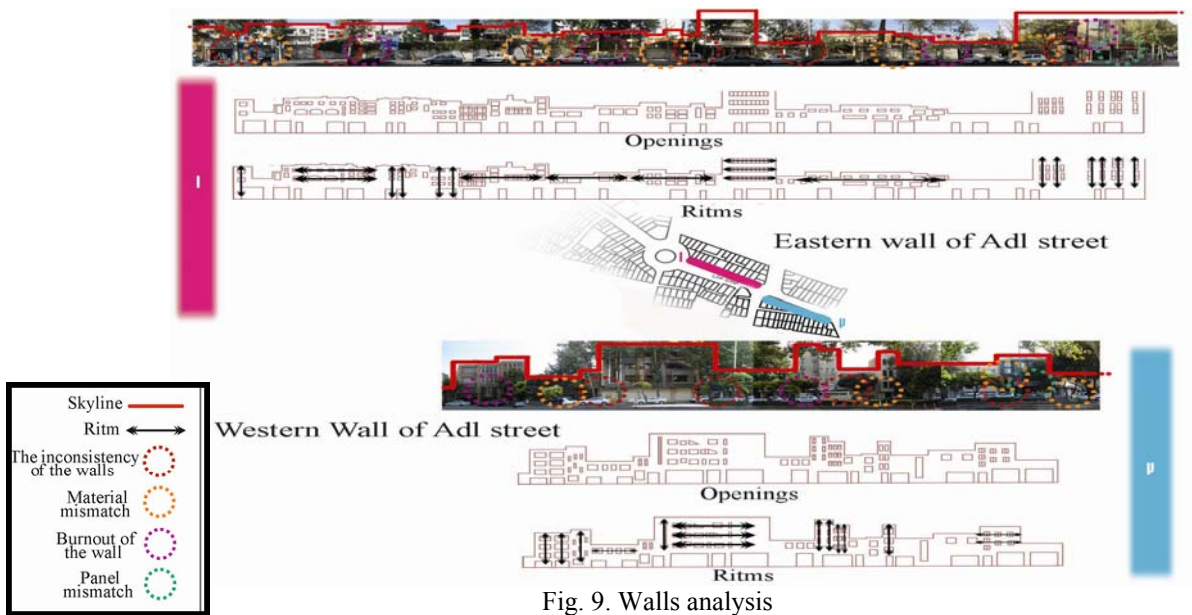 Openings
Ritms
Eastern wall of Adl street
I
I
µ
Western Wall of Adl street
Openings
Ritms
µ
Skyline
Ritm
The inconsistency
of the walls
Material
mismatch
Burnout of
the wall
Panel
mismatch
Fig. 9. Walls analysis